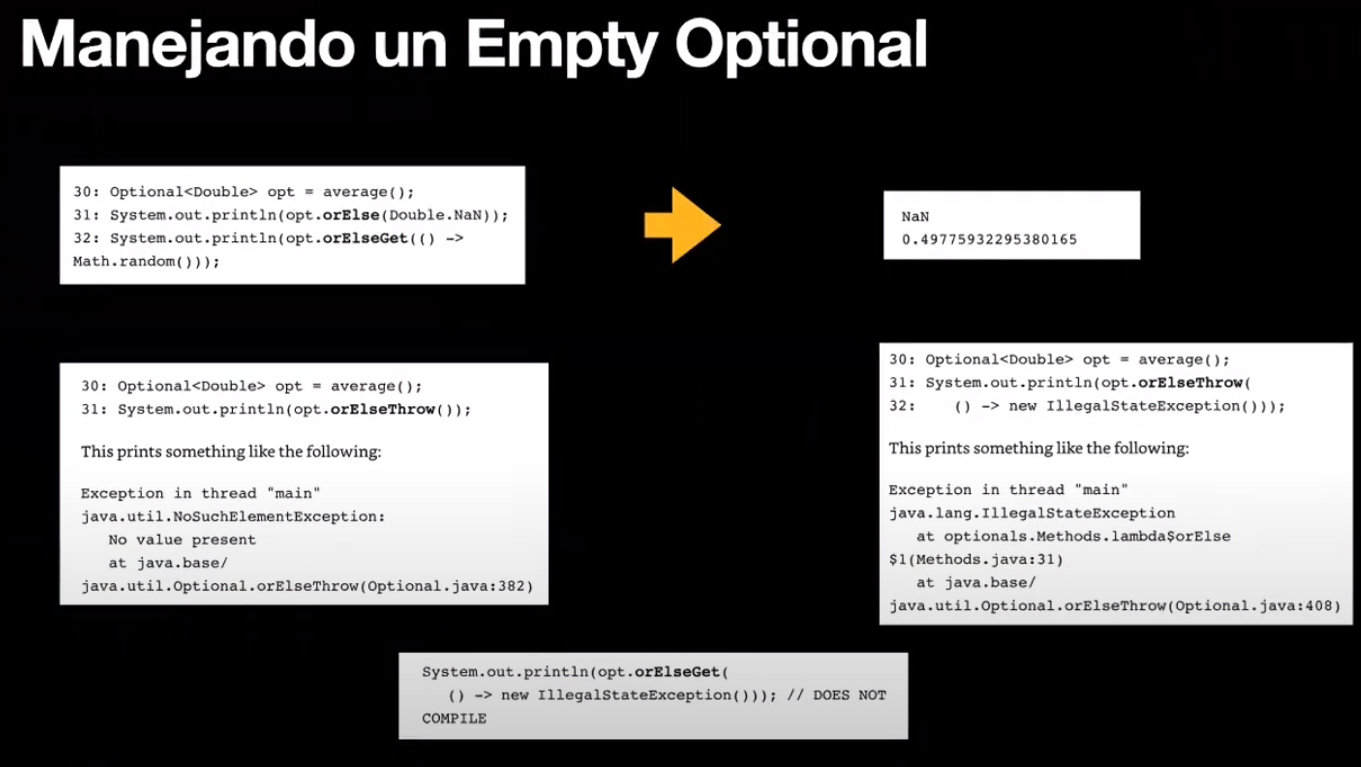 Manejando un Empty Optional
30: Optional<Double> opt = average();
31: System.out.println(opt.orElse(Double.NaN));
32: System.out.println(opt.orElseGet(() ->
Math.random()));
NaN
0.49775932295380165
30: Optional<Double> opt = average();
31: System.out.println(opt.orElseThrow());
This prints something like the following:
Exception in thread "main"
java.util.NoSuchElementException:
No value present
at java.base/
java.util.Optional.orElseThrow(Optional.java:382)
30: Optional<Double> opt = average();
31: System.out.println(opt.orElseThrow(
32: () -> new IllegalStateException()));
This prints something like the following:
Exception in thread "main"
java.lang.IllegalStateException
at optionals.Methods.lambda$orElse
$1(Methods.java:31)
at java.base/
java.util.Optional.orElseThrow(Optional.java:408)
System.out.println(opt.orElseGet(
() -> new IllegalStateException())); // DOES NOT
COMPILE